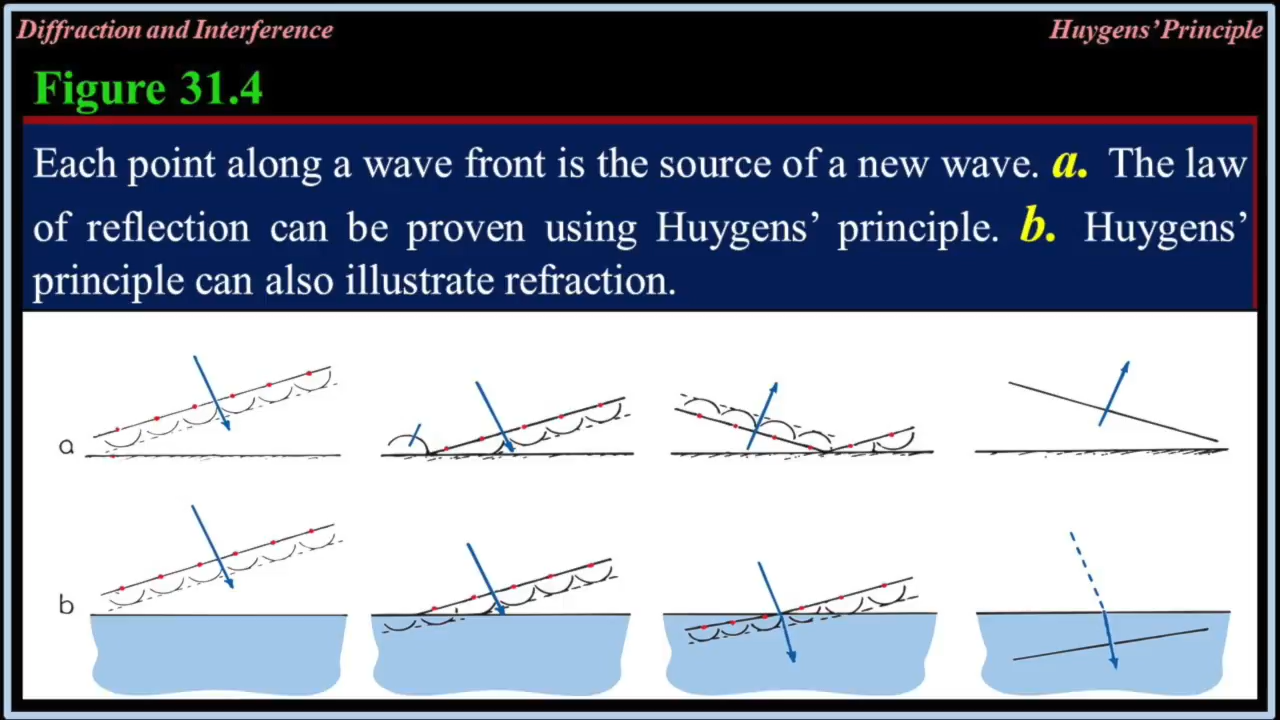 Diffraction and Interference
Huygens’ Principle
Figure 31.4
Each point along a wave front is the source of a new wave. a. The law
of reflection can be proven using Huygens’ principle. b. Huygens’
principle can also illustrate refraction.
a
b